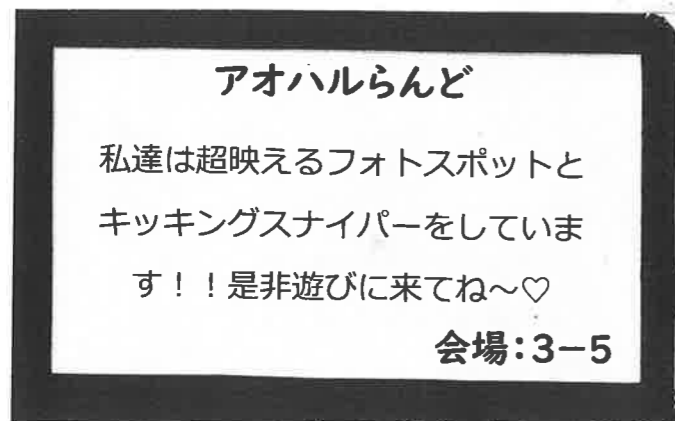 アオハルらんど
私達は超映えるフォトスポットと
キッキングスナイパーをしていま
す！！是非遊びに来てね～♡
会場：3－5